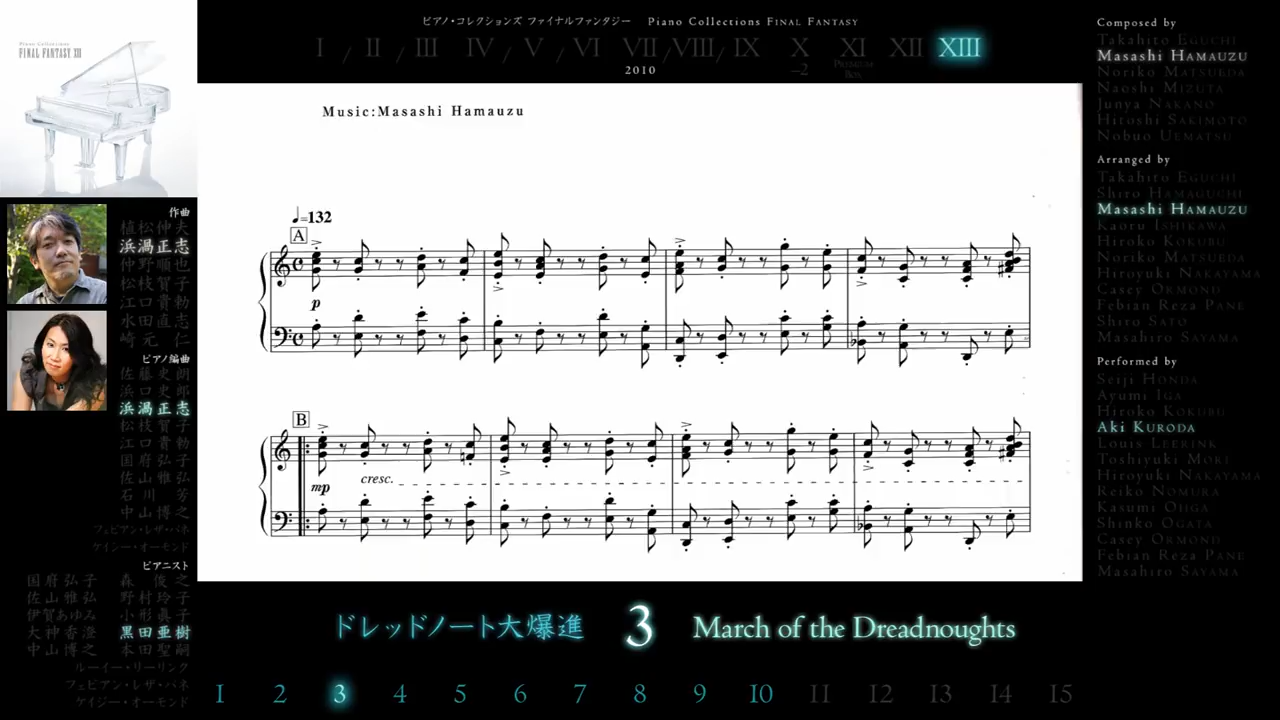 ピアノ・コレクションズ ファイナルファンタジー Piano Collections FINAL FANTASY
I / II / III / IV / V / VI / VII / VIII / IX X XI XII XIII
-2 PREMIUM BOX
2010
Piano Collections
FINAL FANTASY XIII
作曲
植松伸夫
浜渦正志
仲野順也
松枝賀子
江口貴勅
水田直志
崎元仁
ピアノ編曲
佐藤史朗
浜口史郎
浜渦正志
松枝賀子
江口貴勅
国府弘子
佐山雅弘
石川芳
中山博之
フェビアン・レザ・パネ
ケイシー・オーモンド
ピアニスト
国府弘子 森俊之
佐山雅弘 野村玲子
伊賀あゆみ 小形眞子
大神香澄 黒田亜樹
中山博之 本田聖嗣
ルーイー・リーリンク
フェビアン・レザ・パネ
ケイジー・オーモンド
Music:Masashi Hamauzu
♩=132
A
p
B
mp cresc.
Composed by
Takahito EGUCHI
Masashi HAMAUZU
Noriko MATSUEDA
Naoshi MIZUTA
Junya NAKANO
Hitoshi SAKIMOTO
Nobuo UEMATSU
Arranged by
Takahito EGUCHI
Shiro HAMAGUCHI
Masashi HAMAUZU
Kaoru ISHIKAWA
Hiroko KOKUBU
Noriko MATSUEDA
Hiroyuki NAKAYAMA
Casey ORMOND
Febian Reza PANE
Shiro SATO
Masahiro SAYAMA
Performed by
Seiji HONDA
Ayumi IGA
Hiroko KOKUBU
Aki KURODA
Louis LEERINK
Toshiyuki MORI
Hiroyuki NAKAYAMA
Reiko NOMURA
Kasumi OHGA
Shinko OGATA
Casey ORMOND
Febian Reza PANE
Masahiro SAYAMA
ドレッドノート大爆進 3 March of the Dreadnoughts
1 2 3 4 5 6 7 8 9 10 11 12 13 14 15